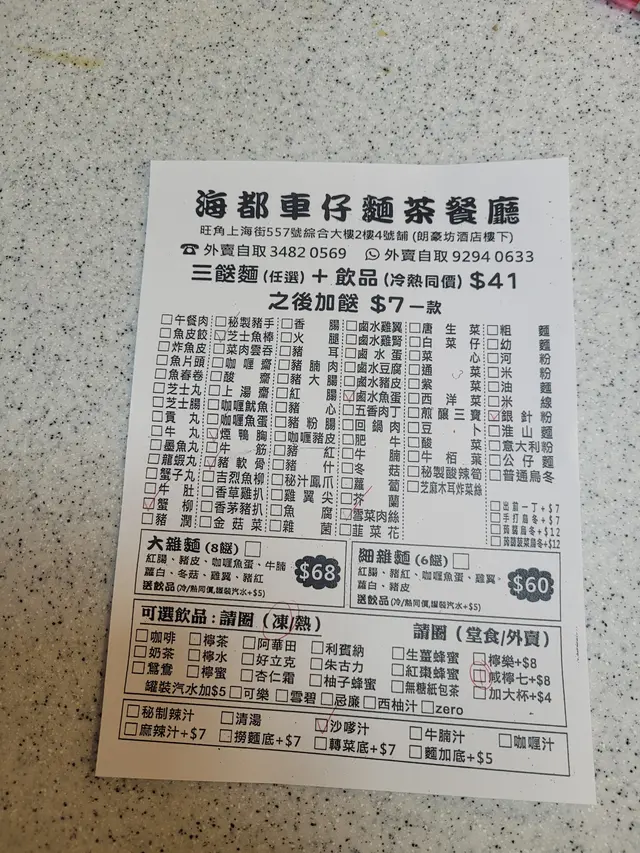 海都車仔麵茶餐廳
旺角上海街557號綜合大樓2樓4號舖 (朗豪坊酒店樓下)
外賣自取 3482 0569 外賣自取 9294 0633
三餸麵 (任選) + 飲品 (冷熱同價) $41
之後加餸 $7一款
午餐肉 秘製豬手 香腸 鹵水雞翼 唐生菜 粗麵
魚皮餃 芝士魚棒 火腿 鹵水雞腎 白菜仔 幼麵
炸魚皮 菜肉雲吞 豬耳 鹵水蛋 菜心 河粉
魚片頭 咖喱齋 豬腩肉 鹵水豆腐 通菜 米粉
魚春卷 酸齋 豬大腸 鹵水豬皮 紫菜 油麵
芝士丸 上湯齋 紅腸 鹵水魚蛋 西洋菜 米線
芝士腸 咖喱魷魚 豬心 五香肉丁 煎釀三寶 銀針粉
貢丸 咖喱魚蛋 豬粉腸 回鍋肉 豆卜 淮山麵
牛丸 煙鴨胸 咖喱豬皮 肥牛 酸菜 意大利粉
墨魚丸 牛筋 豬紅 牛腩 牛栢葉 公仔麵
龍蝦丸 豬軟骨 豬什 冬菇 秘製酸辣筍 普通烏冬
蟹子丸 吉烈魚柳 秘汁鳳爪 蘿蔔 芝麻木耳炸菜絲
牛肚 香草雞扒 雞翼尖 芥蘭 出前一丁+$7
蟹柳 香茅豬扒 魚腐 雪菜肉絲 手打烏冬+$7
豬潤 金菇菜 雜菌 韮菜花
大雜麵 (8餸) 細雜麵 (6餸)
紅腸、豬皮、咖喱魚蛋、牛腩 紅腸、豬紅、咖喱魚蛋、雞翼
蘿白、冬菇、雞翼、豬紅 $68 蘿白、豬皮 $60
送飲品(冷/熱同價,罐裝汽水+$5) 送飲品(冷/熱同價,罐裝汽水+$5)
可選飲品：請圈 (凍/熱) 請圈 (堂食/外賣)
咖啡 檸茶 阿華田 利賓納 生薑蜂蜜 檸樂+$8
奶茶 檸水 好立克 朱古力 紅棗蜂蜜 咸檸七+$8
鴛鴦 檸蜜 杏仁霜 柚子蜂蜜 無糖紙包茶 加大杯+$4
罐裝汽水加$5 可樂 雪碧 忌廉 西柚汁 zero
秘制辣汁 清湯 沙嗲汁 牛腩汁 咖喱汁
麻辣汁+$7 撈麵底+$7 轉菜底+$7 麵加底+$5